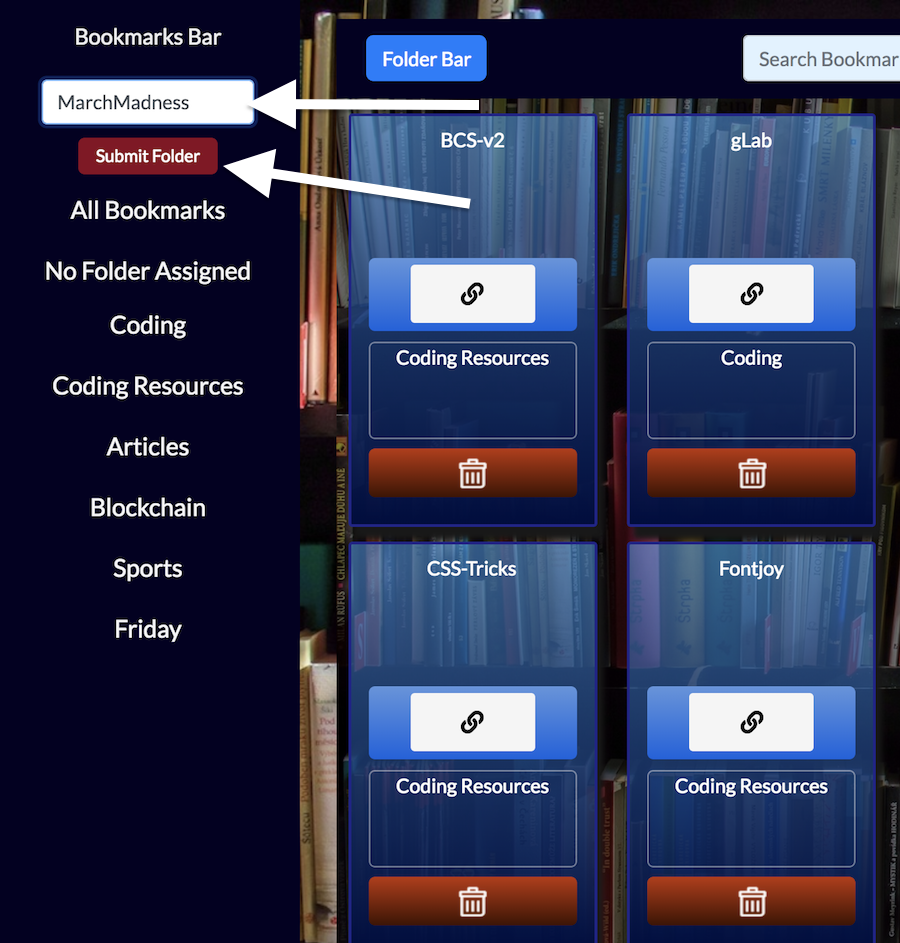 Bookmarks Bar
MarchMadness
Submit Folder
All Bookmarks
No Folder Assigned
Coding
Coding Resources
Articles
Blockchain
Sports
Friday
Folder Bar
Search Bookmar
BCS-v2
gLab
Coding Resources
Coding
CSS-Tricks
Fontjoy
Coding Resources
Coding Resources